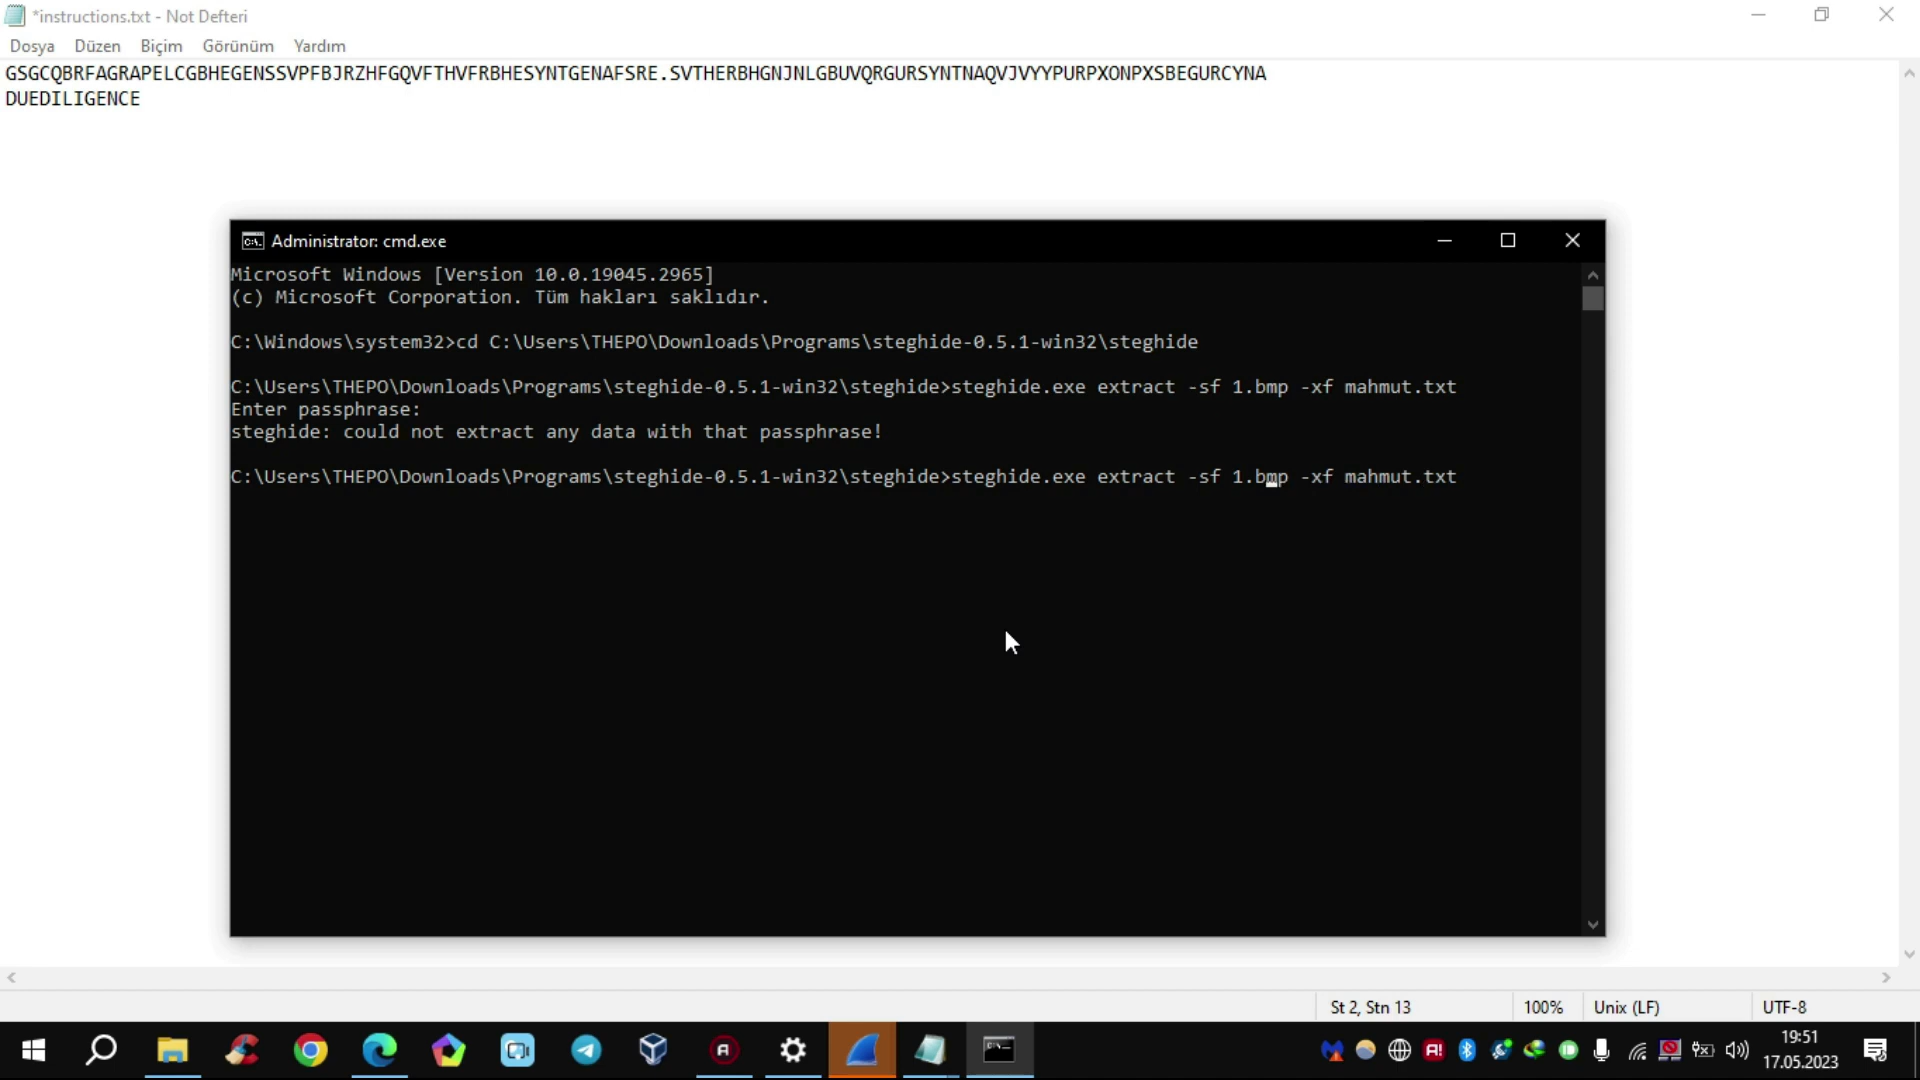 *instructions.txt - Not Defteri
Dosya Düzen Biçim Görünüm Yardım
GSGCQBRFAGRAPELCGBHEGENSSVPFBJRZHFGQVFTHVFRBHESYNTGENAFSRE.SVTHERBHGNJNLGBUVQRGURSYNTNAQVJVYYPURPXONPXSBEGURCYNA
DUEDILIGENCE
Administrator: cmd.exe
Microsoft Windows [Version 10.0.19045.2965]
(c) Microsoft Corporation. Tüm hakları saklıdır.
C:\Windows\system32>cd C:\Users\THEPO\Downloads\Programs\steghide-0.5.1-win32\steghide
C:\Users\THEPO\Downloads\Programs\steghide-0.5.1-win32\steghide>steghide.exe extract -sf 1.bmp -xf mahmut.txt
Enter passphrase:
steghide: could not extract any data with that passphrase!
C:\Users\THEPO\Downloads\Programs\steghide-0.5.1-win32\steghide>steghide.exe extract -sf 1.bmp -xf mahmut.txt
St 2, Stn 13 100% Unix (LF) UTF-8
19:51
17.05.2023